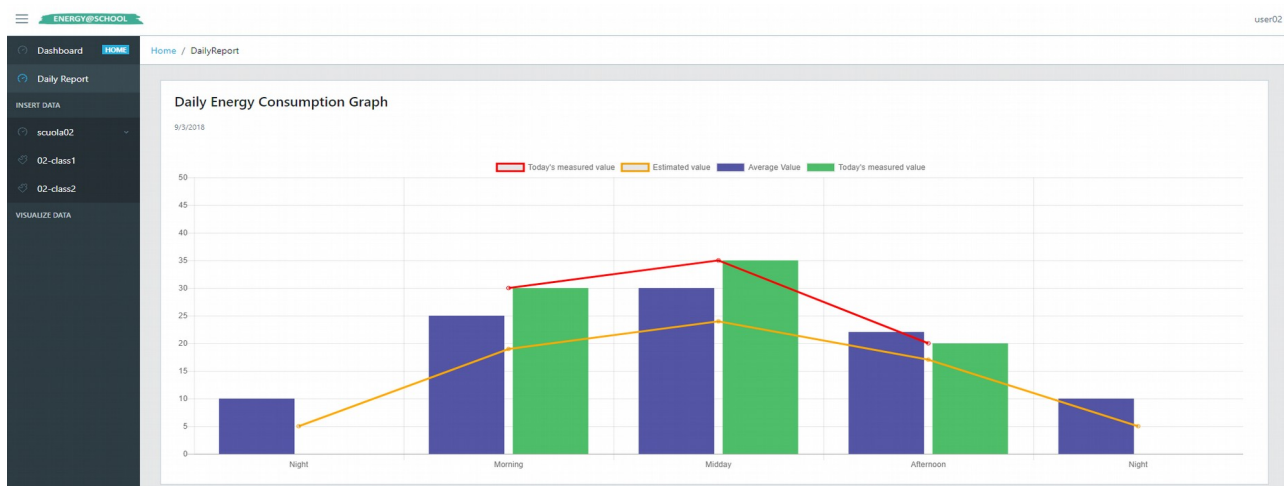 ENERGY@SCHOOL
user02
Dashboard HOME
Home / DailyReport
Daily Report
INSERT DATA
scuola02
02-class1
02-class2
VISUALIZE DATA
Daily Energy Consumption Graph
9/3/2018
Today's measured value Estimated value Average Value Today's measured value
50
45
40
35
30
25
20
15
10
5
0
Night Morning Midday Afternoon Night